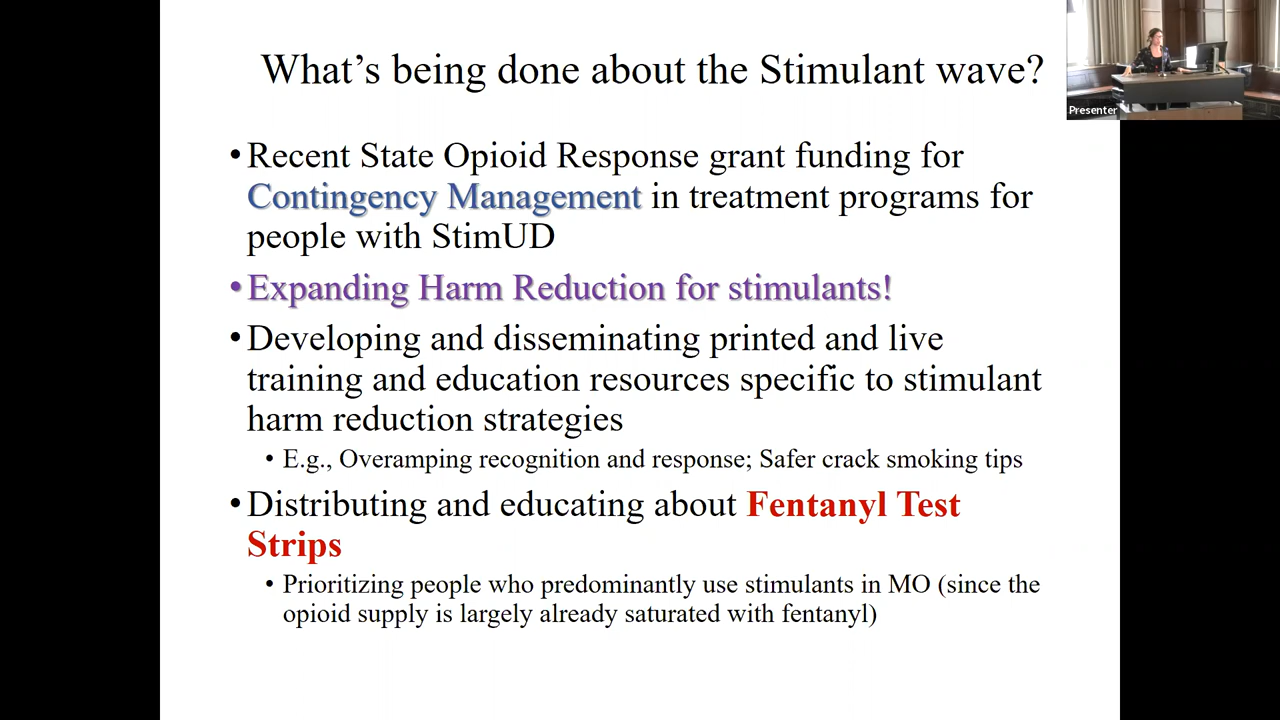 What's being done about the Stimulant wave?
Presenter
•Recent State Opioid Response grant funding for
Contingency Management in treatment programs for
people with StimUD
•Expanding Harm Reduction for stimulants!
•Developing and disseminating printed and live
training and education resources specific to stimulant
harm reduction strategies
• E.g., Overamping recognition and response; Safer crack smoking tips
•Distributing and educating about Fentanyl Test
Strips
• Prioritizing people who predominantly use stimulants in MO (since the
opioid supply is largely already saturated with fentanyl)